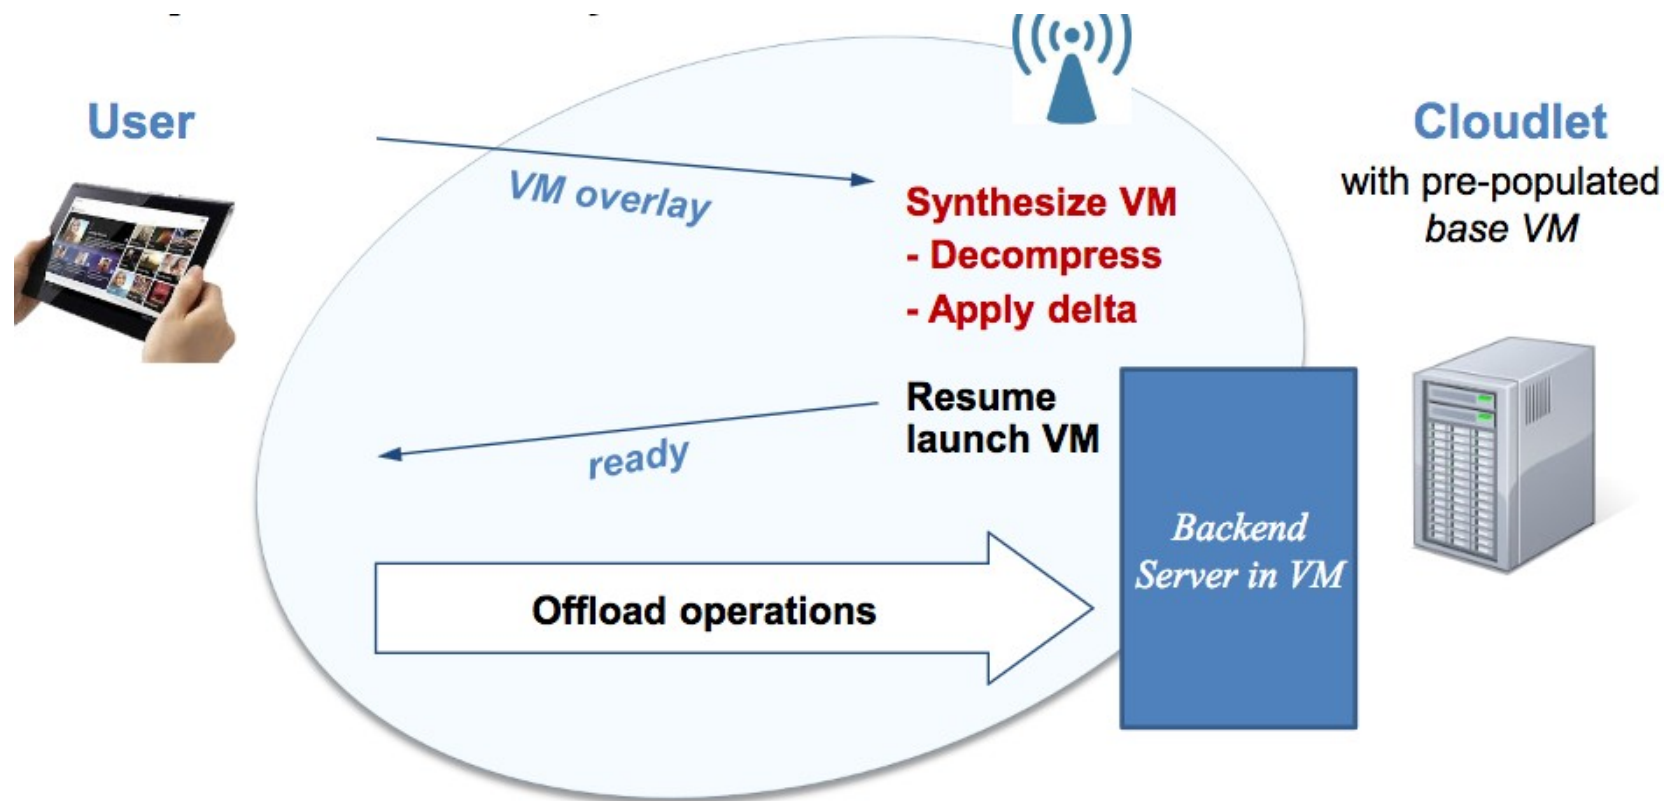 User
VM overlay
Synthesize VM
- Decompress
- Apply delta
Cloudlet
with pre-populated
base VM
Resume
launch VM
ready
Offload operations
Backend
Server in VM